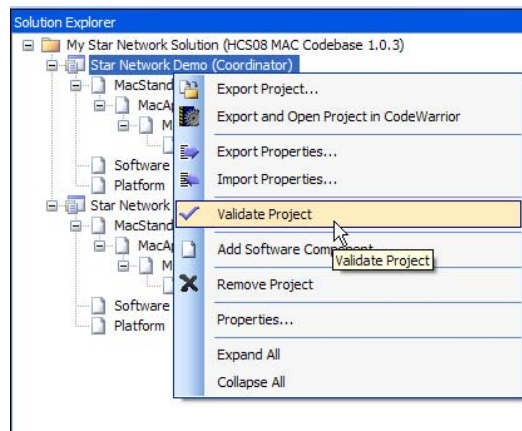 Solution Explorer
My Star Network Solution (HCS08 MAC Codebase 1.0.3)
Star Network Demo (Coordinator)
MacStand
Export Project...
MacAp
Export and Open Project in CodeWarrior
M
Export Properties...
Software
Import Properties...
Platform
Star Network
Validate Project
MacStand
MacAp
Add Software Component
Validate Project
M
Remove Project
Software
Properties...
Platform
Expand All
Collapse All